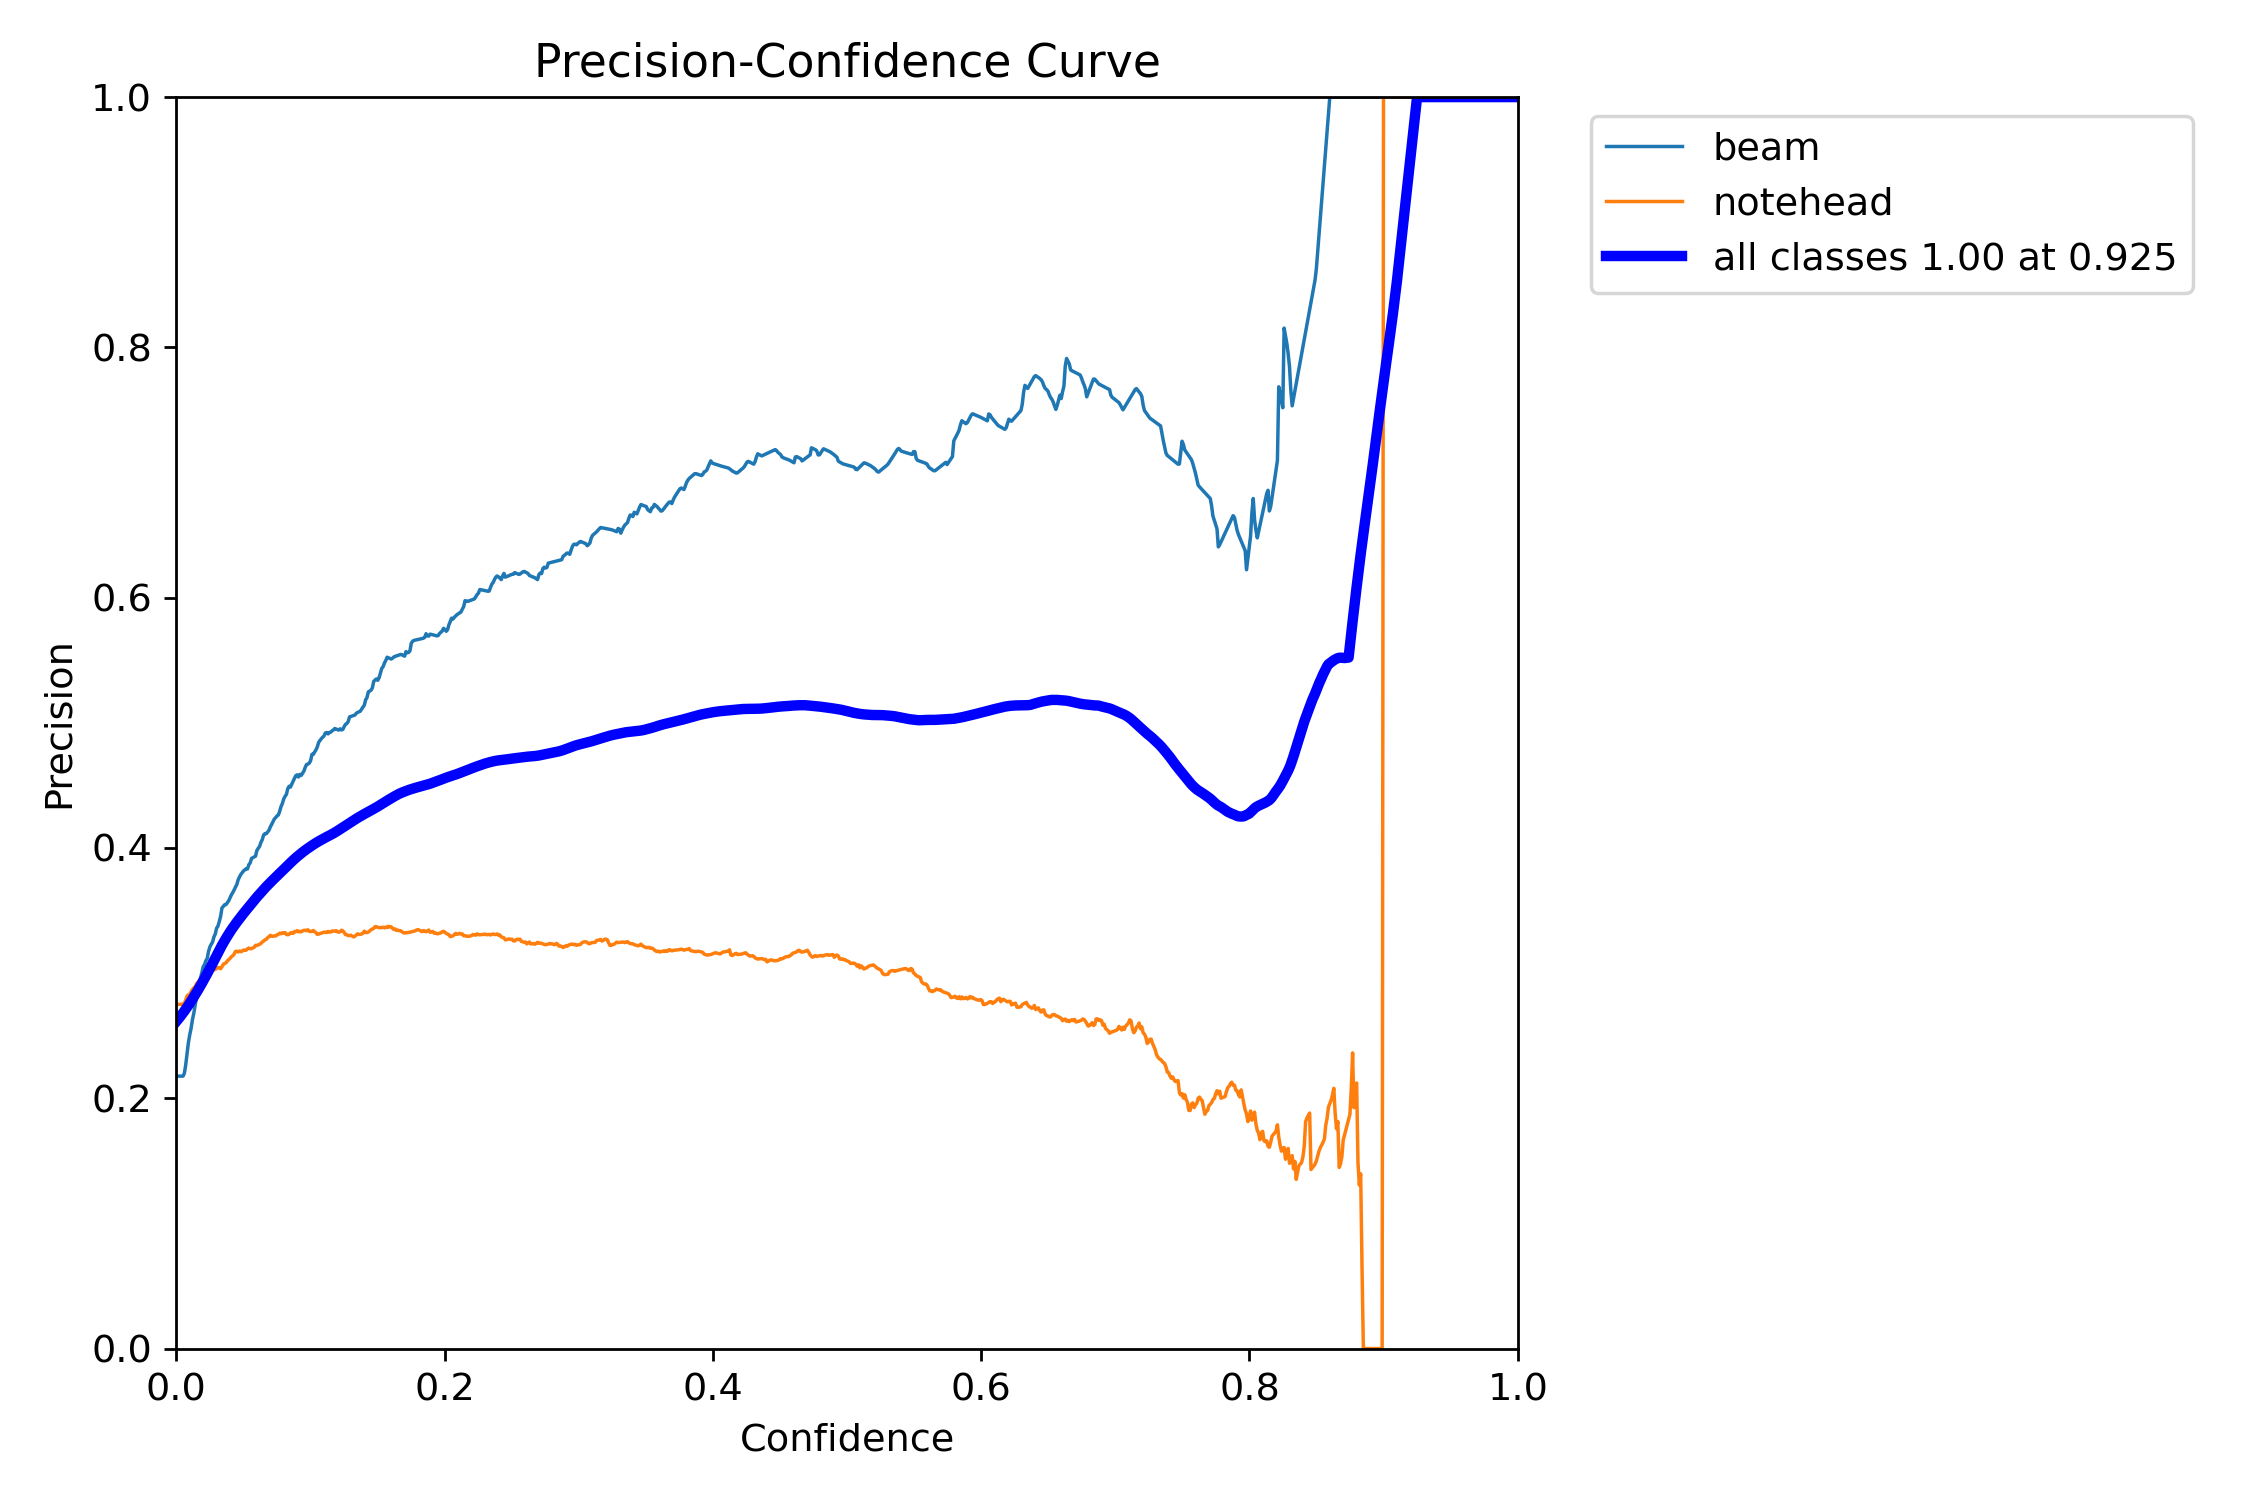 Precision-Confidence Curve
1.0
0.8
0.6
0.4
0.2
0.0
Precision
0.0 0.2 0.4 0.6 0.8 1.0
Confidence
beam
notehead
all classes 1.00 at 0.925